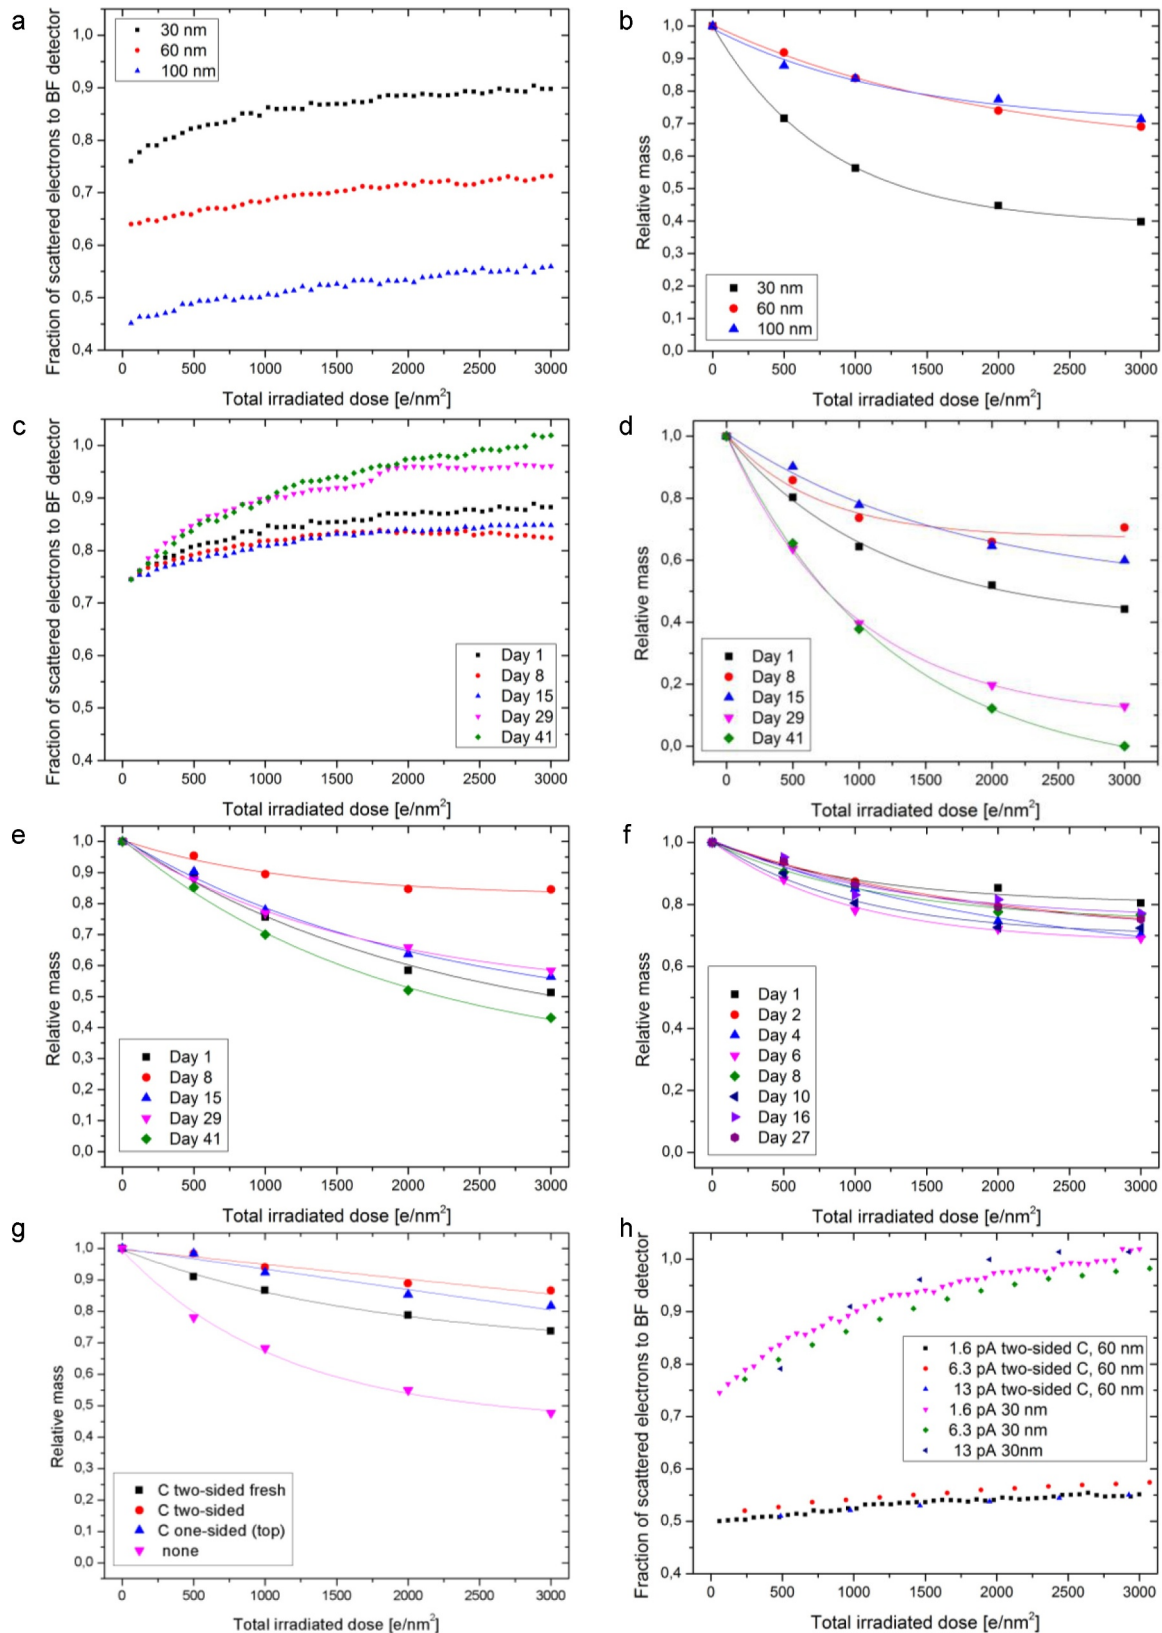 a
Fraction of scattered electrons to BF detector
1,0
0,9
0,8
0,7
0,6
0,5
0,4
30 nm
60 nm
100 nm
0 500 1000 1500 2000 2500 3000
Total irradiated dose [e/nm²]
b
Relative mass
1,0
0,9
0,8
0,7
0,6
0,5
0,4
0,3
0,2
0,1
0,0
30 nm
60 nm
100 nm
0 500 1000 1500 2000 2500 3000
Total irradiated dose [e/nm²]
c
Fraction of scattered electrons to BF detector
1,0
0,9
0,8
0,7
0,6
0,5
0,4
Day 1
Day 8
Day 15
Day 29
Day 41
0 500 1000 1500 2000 2500 3000
Total irradiated dose [e/nm²]
d
Relative mass
1,0
0,8
0,6
0,4
0,2
0,0
Day 1
Day 8
Day 15
Day 29
Day 41
0 500 1000 1500 2000 2500 3000
Total irradiated dose [e/nm²]
e
Relative mass
1,0
0,9
0,8
0,7
0,6
0,5
0,4
0,3
0,2
0,1
0,0
Day 1
Day 8
Day 15
Day 29
Day 41
0 500 1000 1500 2000 2500 3000
Total irradiated dose [e/nm²]
f
Relative mass
1,0
0,8
0,6
0,4
0,2
0,0
Day 1
Day 2
Day 4
Day 6
Day 8
Day 10
Day 16
Day 27
0 500 1000 1500 2000 2500 3000
Total irradiated dose [e/nm²]
g
Relative mass
1,0
0,9
0,8
0,7
0,6
0,5
0,4
0,3
0,2
0,1
0,0
C two-sided fresh
C two-sided
C one-sided (top)
none
0 500 1000 1500 2000 2500 3000
Total irradiated dose [e/nm²]
h
Fraction of scattered electrons to BF detector
1,0
0,9
0,8
0,7
0,6
0,5
0,4
1.6 pA two-sided C, 60 nm
6.3 pA two-sided C, 60 nm
13 pA two-sided C, 60 nm
1.6 pA 30 nm
6.3 pA 30 nm
13 pA 30nm
0 500 1000 1500 2000 2500 3000
Total irradiated dose [e/nm²]